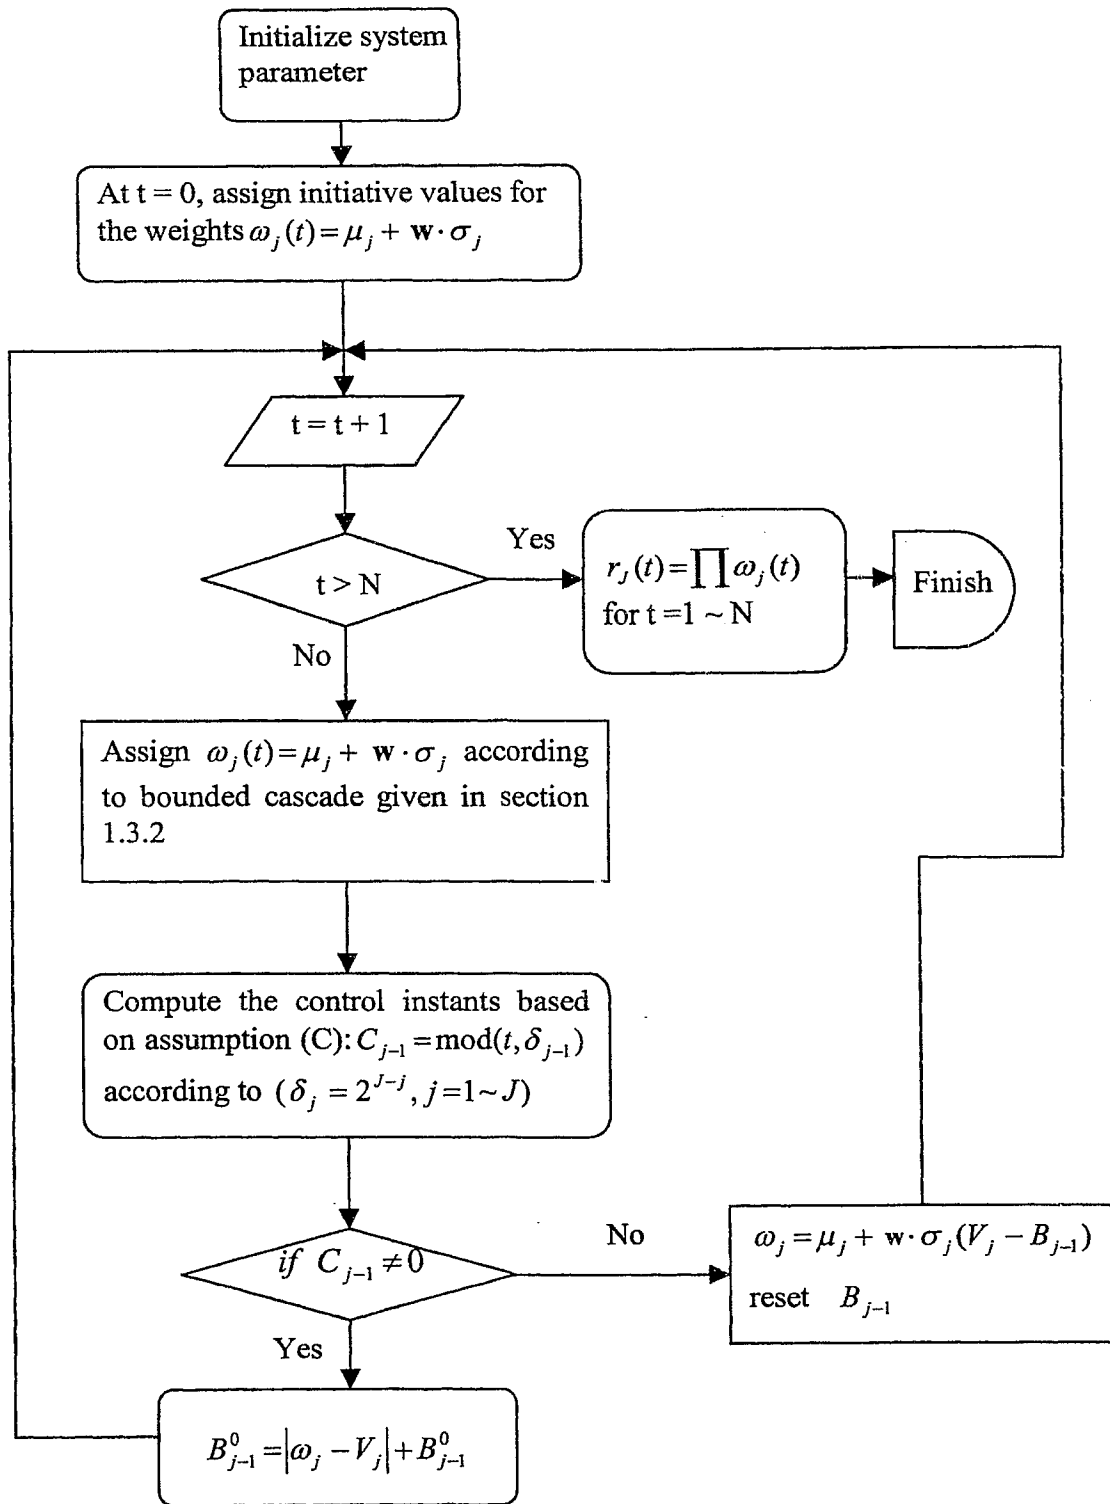 Initialize system
parameter
At t = 0, assign initiative values for
the weights ω_j(t)=μ_j + w·σ_j
t = t + 1
t > N
Yes
r_J(t)=∏ω_j(t)
for t =1 ~ N
Finish
No
Assign ω_j(t)=μ_j + w·σ_j according
to bounded cascade given in section
1.3.2
Compute the control instants based
on assumption (C): C_{j-1}=mod(t,δ_{j-1})
according to (δ_j = 2^{J-j}, j=1~J)
if C_{j-1} ≠0
No
ω_j = μ_j + w·σ_j(V_j − B_{j-1})
reset B_{j-1}
Yes
B^0_{j-1} =|ω_j − V_j|+B^0_{j-1}